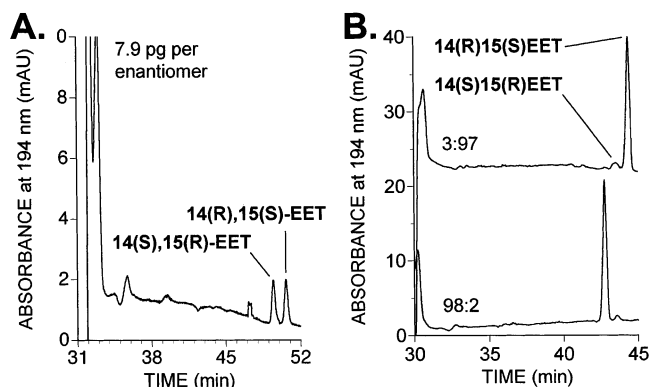 A.
7.9 pg per
enantiomer
ABSORBANCE at 194 nm (mAU)
0
8
6
4
2
0
14(R),15(S)-EET
14(S),15(R)-EET
31 38 45 52
TIME (min)
B.
ABSORBANCE at 194 nm (mAU)
40
30
20
10
0
14(R)15(S)EET
14(S)15(R)EET
3:97
98:2
30 35 40 45
TIME (min)